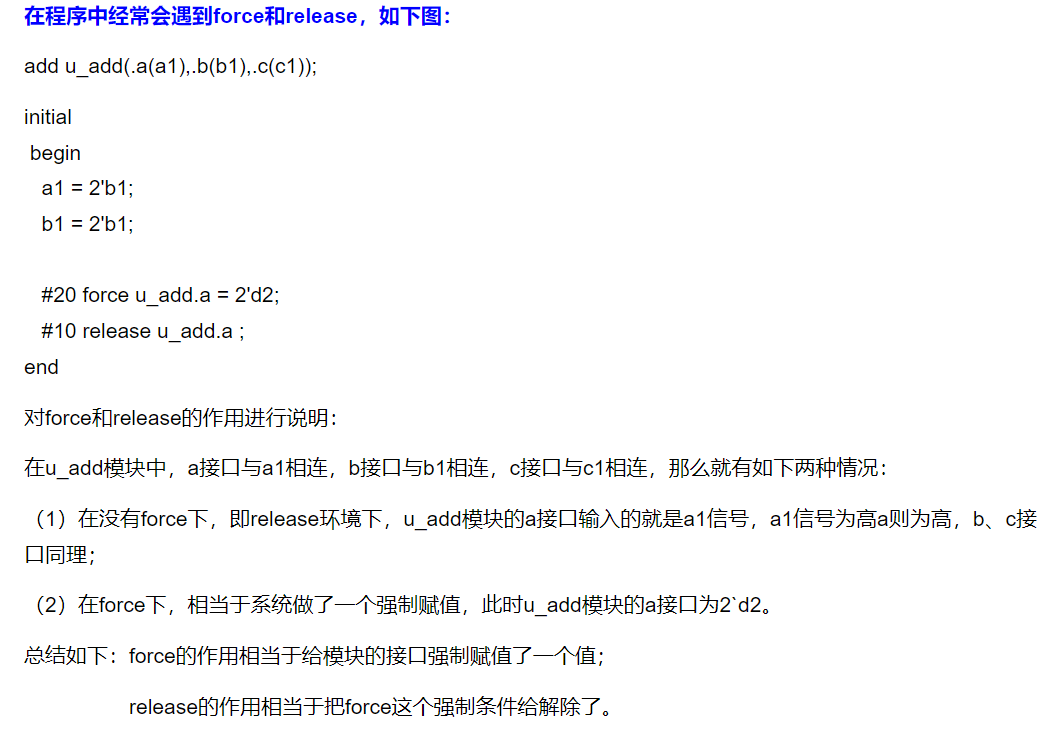 在程序中经常会遇到force和release，如下图：
add u_add(.a(a1),.b(b1),.c(c1));
initial
begin
a1 = 2'b1;
b1 = 2'b1;
#20 force u_add.a = 2'd2;
#10 release u_add.a ;
end
对force和release的作用进行说明：
在u_add模块中，a接口与a1相连，b接口与b1相连，c接口与c1相连，那么就有如下两种情况：
（1）在没有force下，即release环境下，u_add模块的a接口输入的就是a1信号，a1信号为高a则为高，b、c接
口同理；
（2）在force下，相当于系统做了一个强制赋值，此时u_add模块的a接口为2`d2。
总结如下：force的作用相当于给模块的接口强制赋值了一个值；
release的作用相当于把force这个强制条件给解除了。